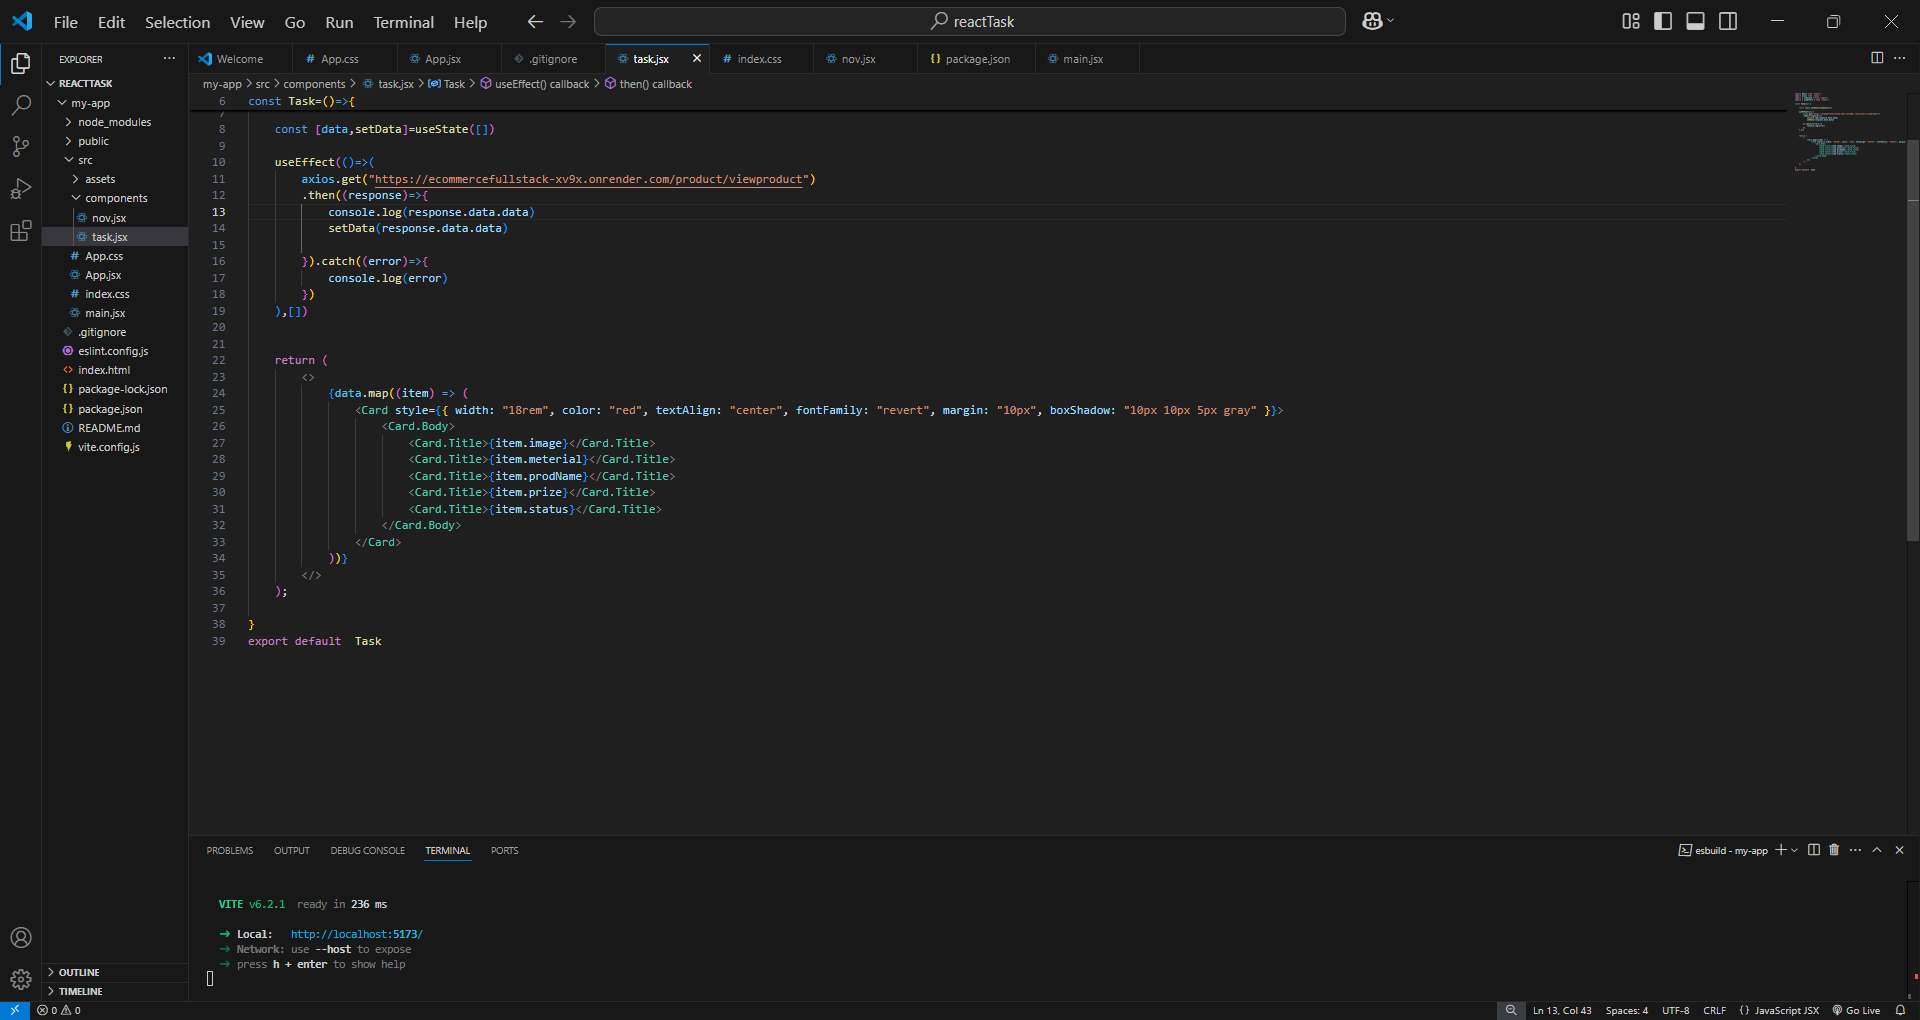 File Edit Selection View Go Run Terminal Help
reactTask
EXPLORER
REACTTASK
my-app
node_modules
public
src
assets
components
nov.jsx
task.jsx
App.css
App.jsx
index.css
main.jsx
.gitignore
eslint.config.js
index.html
package-lock.json
package.json
README.md
vite.config.js
OUTLINE
TIMELINE
Welcome App.css App.jsx .gitignore task.jsx index.css nov.jsx package.json main.jsx
my-app > src > components > task.jsx > Task > useEffect() callback > then() callback
6 const Task=()=>{
7
8 const [data,setData]=useState([])
9
10 useEffect(()=>(
11 axios.get("https://ecommercefullstack-xv9x.onrender.com/product/viewproduct")
12 .then((response)=>{
13 console.log(response.data.data)
14 setData(response.data.data)
15
16 }).catch((error)=>{
17 console.log(error)
18 })
19 ),[])
20
21
22 return (
23 <>
24 {data.map((item) => (
25 <Card style={{ width: "18rem", color: "red", textAlign: "center", fontFamily: "revert", margin: "10px", boxShadow: "10px 10px 5px gray" }}>
26 <Card.Body>
27 <Card.Title>{item.image}</Card.Title>
28 <Card.Title>{item.meterial}</Card.Title>
29 <Card.Title>{item.prodName}</Card.Title>
30 <Card.Title>{item.prize}</Card.Title>
31 <Card.Title>{item.status}</Card.Title>
32 </Card.Body>
33 </Card>
34 ))}
35 </>
36 );
37
38 }
39 export default  Task
PROBLEMS OUTPUT DEBUG CONSOLE TERMINAL PORTS
esbuild - my-app
VITE v6.2.1  ready in 236 ms
➜ Local:   http://localhost:5173/
➜ Network: use --host to expose
➜ press h + enter to show help
0 0
Ln 13, Col 43 Spaces: 4 UTF-8 CRLF {} JavaScript JSX Go Live